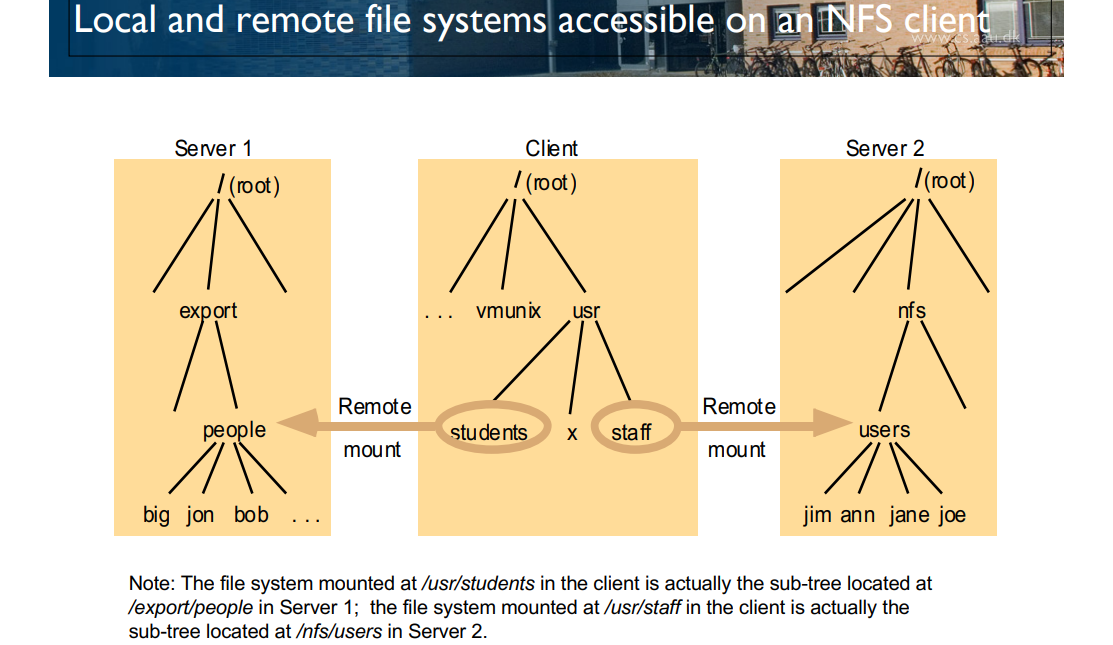 Local and remote file systems accessible on an NFS client
www.cs.aau.dk
Server 1
Client
Server 2
/ (root)
/ (root)
/ (root)
export
. . . vmunix usr
nfs
Remote
mount
Remote
mount
people
students x staff
users
big jon bob . . .
jim ann jane joe
Note: The file system mounted at /usr/students in the client is actually the sub-tree located at
/export/people in Server 1; the file system mounted at /usr/staff in the client is actually the
sub-tree located at /nfs/users in Server 2.